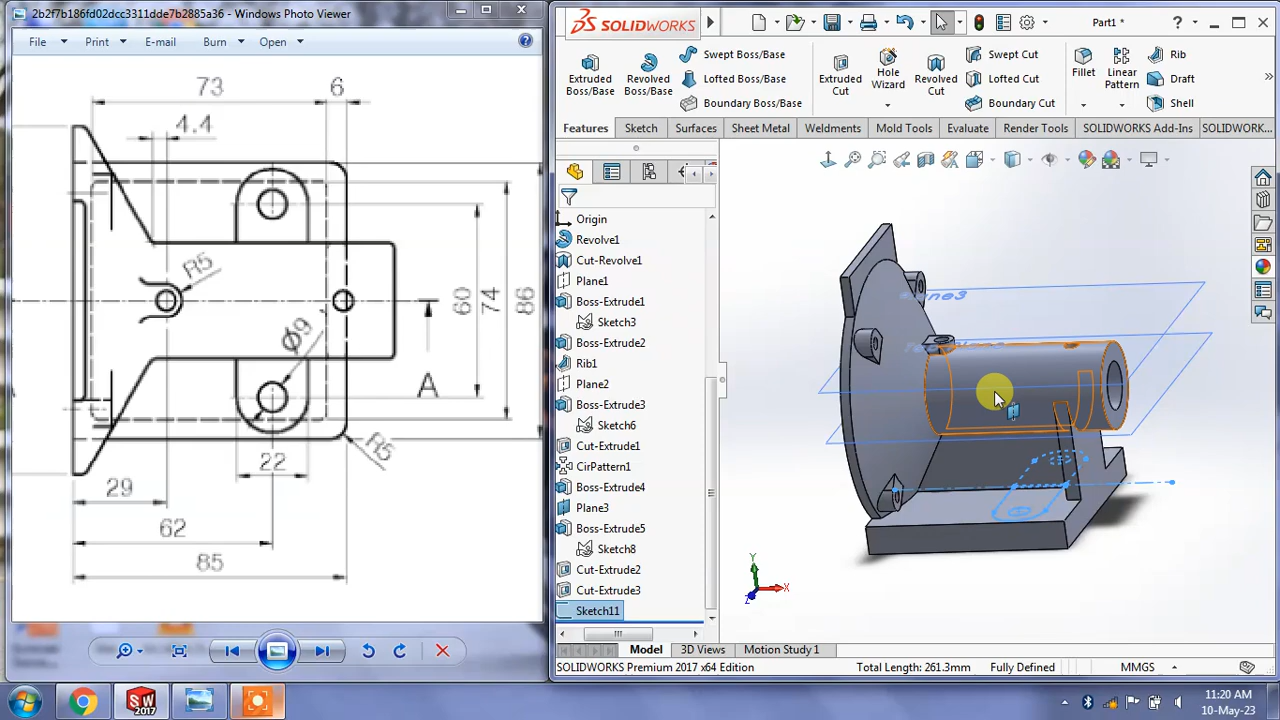 2b2f7b186fd02dcc3311dde7b2885a36 - Windows Photo Viewer
File Print E-mail Burn Open
73
6
4.4
R5
Ø9
60
74
86
A
R5
22
29
62
85
SOLIDWORKS
Part1 *
Extruded Boss/Base
Revolved Boss/Base
Swept Boss/Base
Lofted Boss/Base
Boundary Boss/Base
Extruded Cut
Hole Wizard
Revolved Cut
Swept Cut
Lofted Cut
Boundary Cut
Fillet
Linear Pattern
Rib
Draft
Shell
Features Sketch Surfaces Sheet Metal Weldments Mold Tools Evaluate Render Tools SOLIDWORKS Add-Ins SOLIDWORK...
Origin
Revolve1
Cut-Revolve1
Plane1
Boss-Extrude1
Sketch3
Boss-Extrude2
Rib1
Plane2
Boss-Extrude3
Sketch6
Cut-Extrude1
CirPattern1
Boss-Extrude4
Plane3
Boss-Extrude5
Sketch8
Cut-Extrude2
Cut-Extrude3
Sketch11
Plane3
Y
X
Z
Model 3D Views Motion Study 1
SOLIDWORKS Premium 2017 x64 Edition Total Length: 261.3mm Fully Defined MMGS
SW
2017
11:20 AM
10-May-23